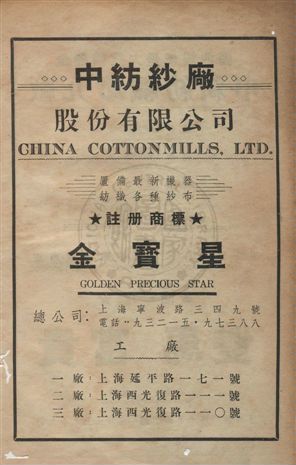 中紡紗廠
股份有限公司
CHINA COTTONMILLS, LTD.
置備最新機器
紡織各種紗布
★註册商標★
金寶星
GOLDEN PRECIOUS STAR
總公司：上海寧波路三四九號
電話·九三二一五·九七三八八
工廠
一廠：上海延平路一七一號
二廠：上海西光復路一一一號
三廠：上海西光復路一一〇號